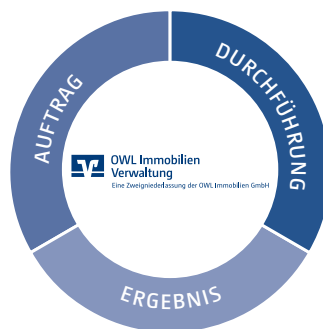 AUFTRAG
DURCHFÜHRUNG
OWL Immobilien
Verwaltung
Eine Zweigniederlassung der OWL Immobilien GmbH
ERGEBNIS